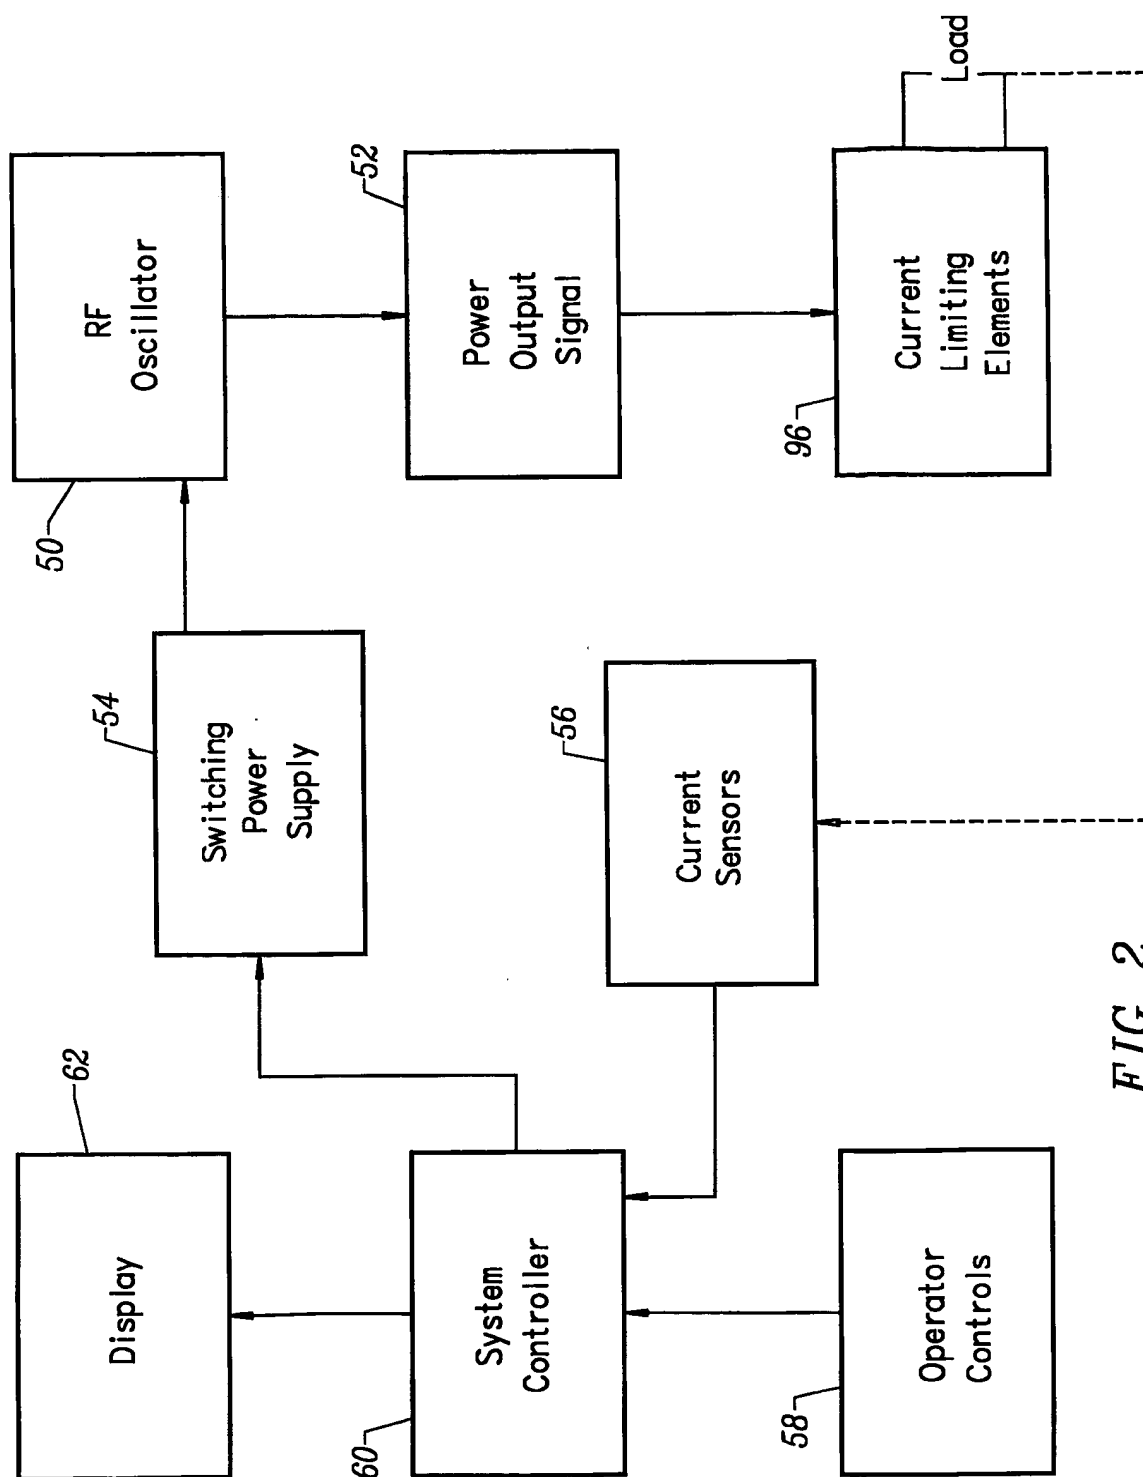 62
Display
60
System
Controller
58
Operator
Controls
54
Switching
Power
Supply
56
Current
Sensors
50
RF
Oscillator
52
Power
Output
Signal
96
Current
Limiting
Elements
Load
FIG. 2